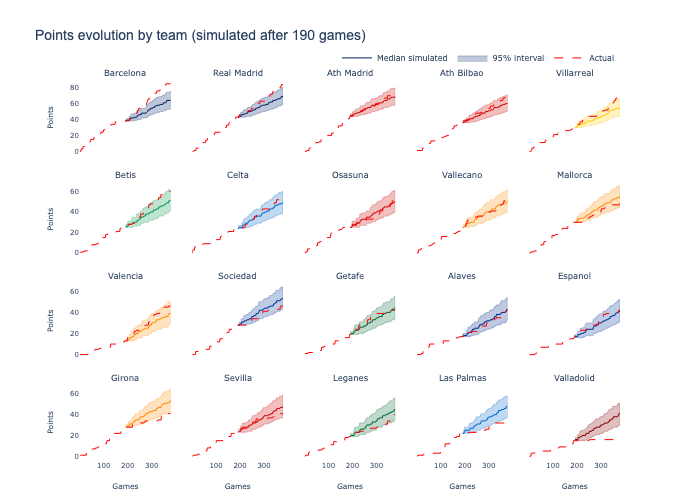 Points evolution by team (simulated after 190 games)
Median simulated 95% interval Actual
Barcelona Real Madrid Ath Madrid Ath Bilbao Villarreal
80
60
40
20
0
Points
Betis Celta Osasuna Vallecano Mallorca
60
40
20
0
Points
Valencia Sociedad Getafe Alaves Espanol
60
40
20
0
Points
Girona Sevilla Leganes Las Palmas Valladolid
60
40
20
0
Points
100 200 300 100 200 300 100 200 300 100 200 300 100 200 300
Games Games Games Games Games